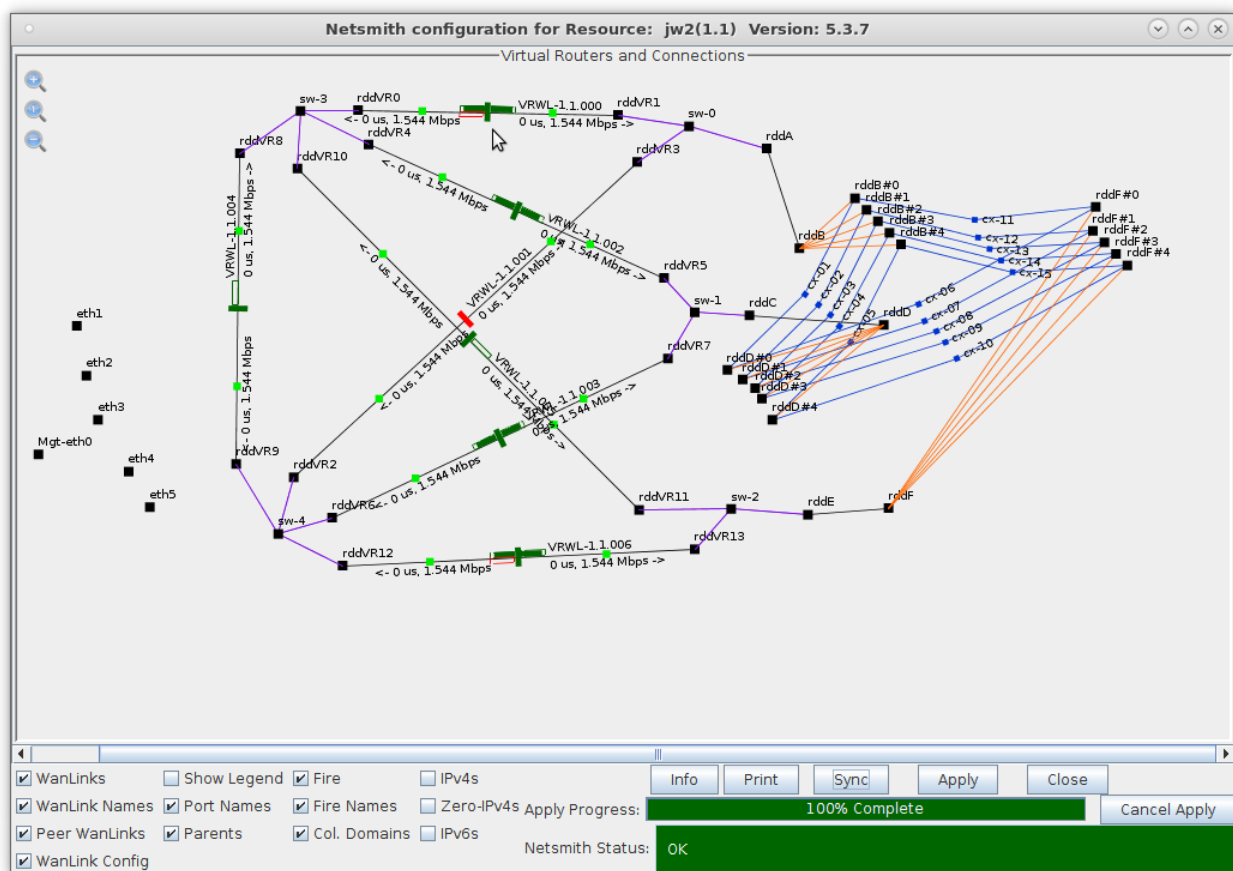 Netsmith configuration for Resource: jw2(1.1) Version: 5.3.7
Virtual Routers and Connections
sw-3
rddVR0
<- 0 us, 1.544 Mbps
VRWL-1.1.000
0 us, 1.544 Mbps ->
rddVR1
sw-0
rddA
rddVR8
rddVR10
rddVR4
<- 0 us, 1.544 Mbps
VRWL-1.1.002
0 us, 1.544 Mbps ->
rddVR3
rddVR5
VRWL-1.1.004
0 us, 1.544 Mbps ->
<- 0 us, 1.544 Mbps
<- 0 us, 1.544 Mbps
VRWL-1.1.001
0 us, 1.544 Mbps ->
<- 0 us, 1.544 Mbps
0 us, 1.544 Mbps ->
rddB#0
rddB#1
rddB#2
rddB#3
rddB#4
rddB
rddF#0
rddF#1
rddF#2
rddF#3
rddF#4
cx-11
cx-12
cx-13
cx-14
cx-15
cx-01
cx-02
cx-03
cx-04
cx-05
cx-06
cx-07
cx-08
cx-09
cx-10
sw-1
rddC
rddD
rddVR7
rddD#0
rddD#1
rddD#2
rddD#3
rddD#4
eth1
eth2
eth3
Mgt-eth0
eth4
eth5
rddVR9
rddVR2
rddVR6
<- 0 us, 1.544 Mbps
0 us, 1.544 Mbps ->
sw-4
rddVR11
sw-2
rddE
rddF
rddVR12
<- 0 us, 1.544 Mbps
VRWL-1.1.006
0 us, 1.544 Mbps ->
rddVR13
WanLinks
Show Legend
Fire
IPv4s
Info
Print
Sync
Apply
Close
WanLink Names
Port Names
Fire Names
Zero-IPv4s
Apply Progress:
100% Complete
Cancel Apply
Peer WanLinks
Parents
Col. Domains
IPv6s
Netsmith Status:
OK
WanLink Config